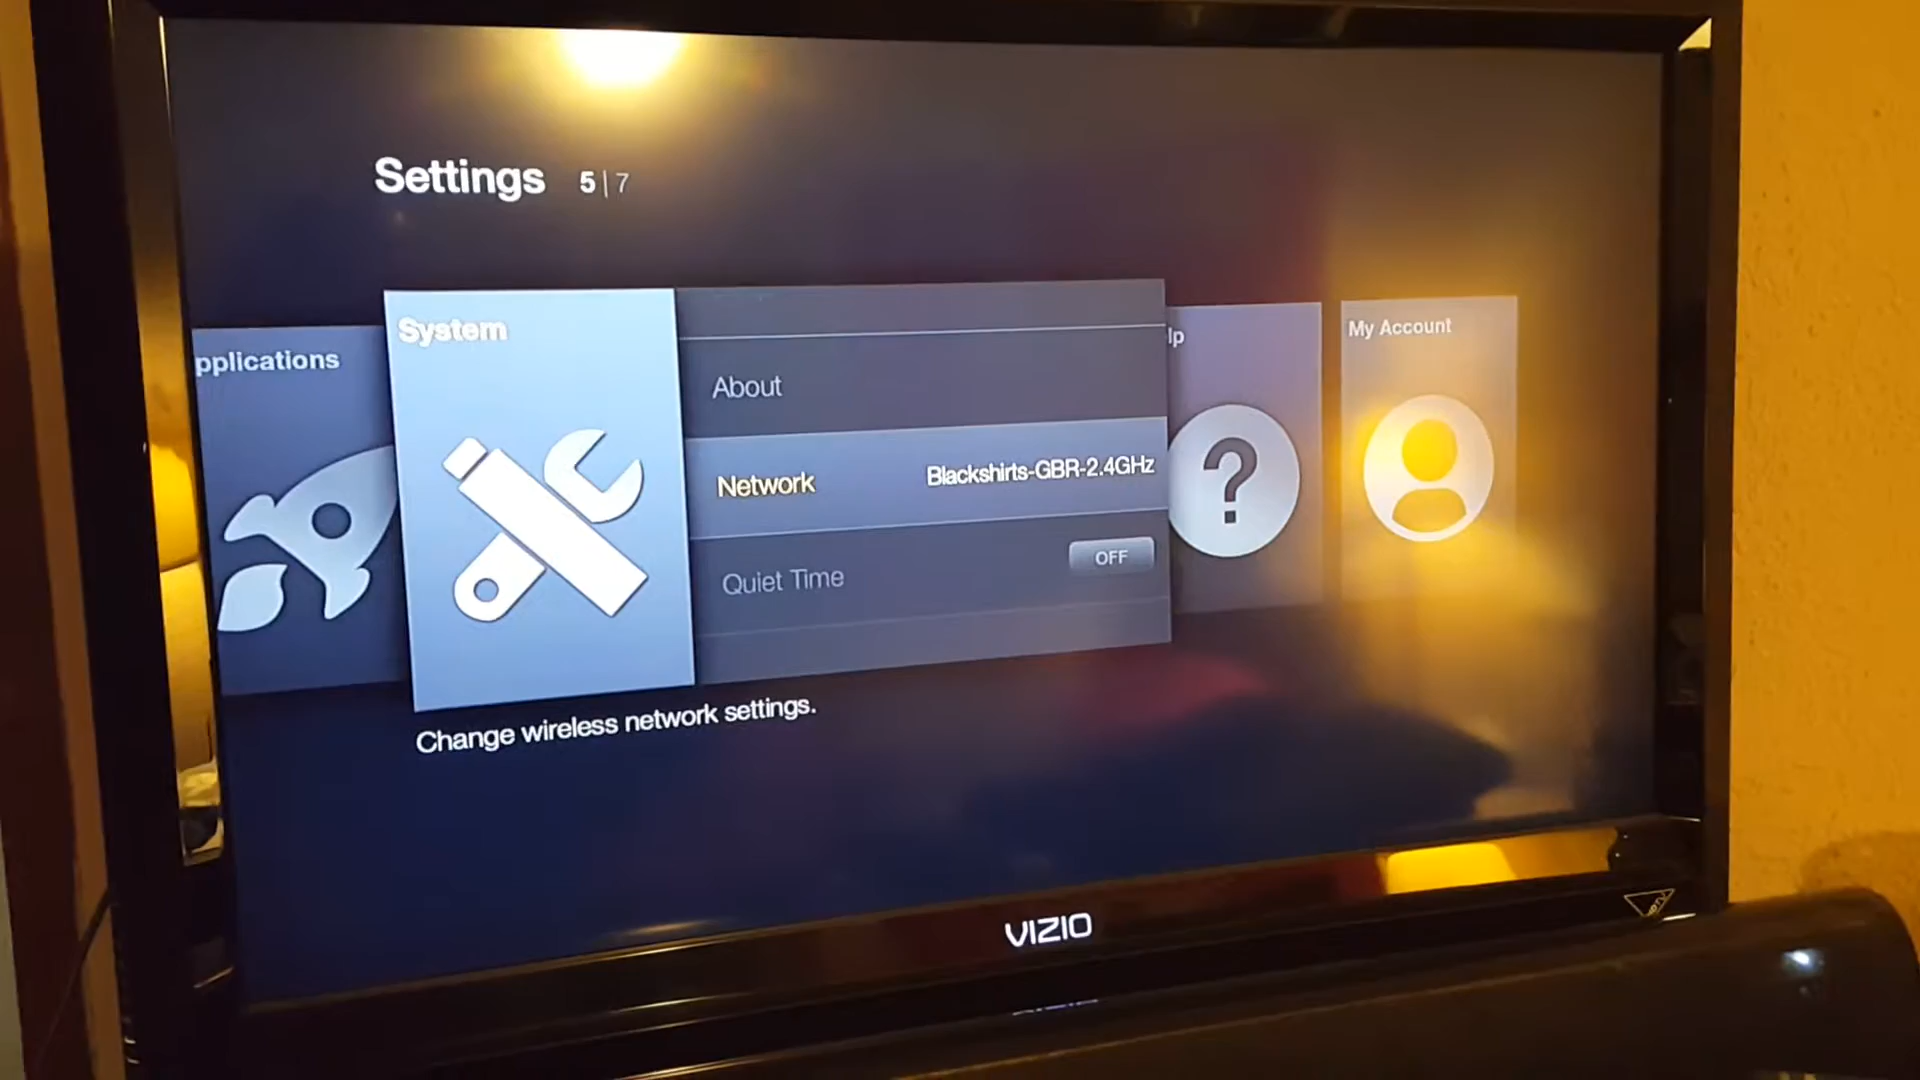 Settings 5|7
pplications
System
About
Network Blackshirts-GBR-2.4GHz
Quiet Time OFF
lp
?
My Account
Change wireless network settings.
VIZIO